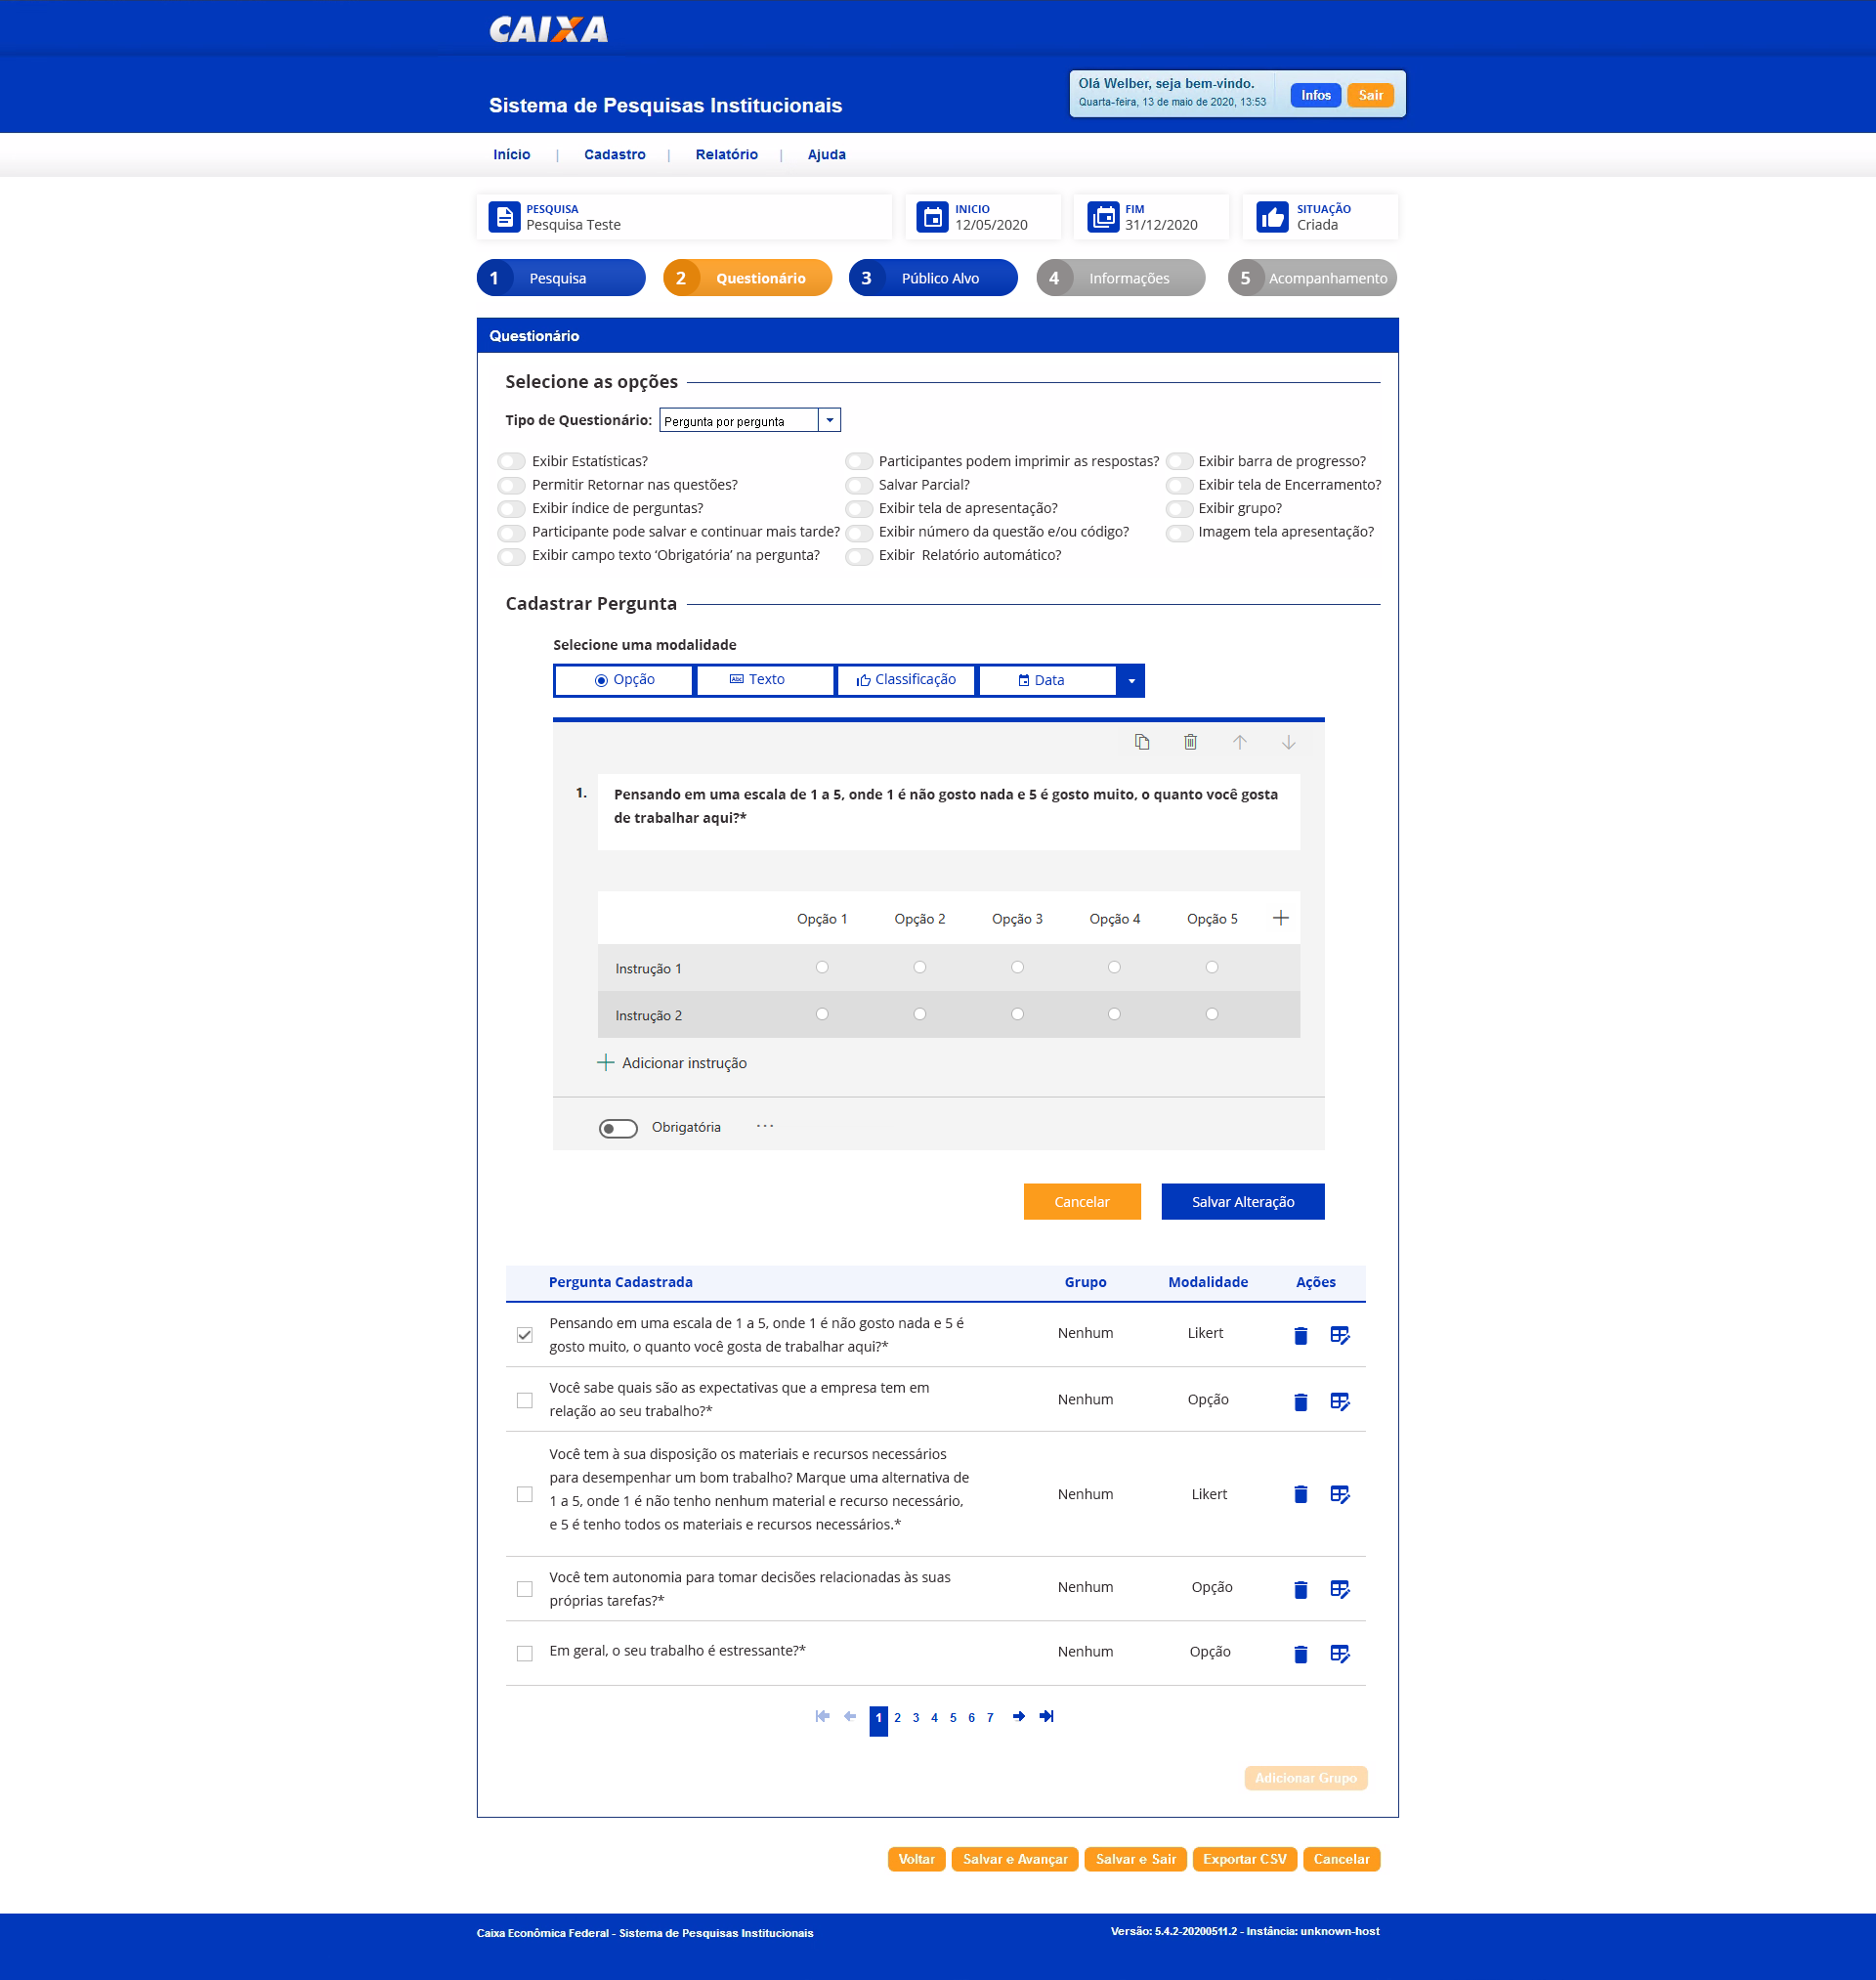 CAIXA
Sistema de Pesquisas Institucionais
Olá Welber, seja bem-vindo.
Quarta-feira, 13 de maio de 2020, 13:53
Infos
Sair
Início | Cadastro | Relatório | Ajuda
PESQUISA
Pesquisa Teste
INICIO
12/05/2020
FIM
31/12/2020
SITUAÇÃO
Criada
1 Pesquisa
2 Questionário
3 Público Alvo
4 Informações
5 Acompanhamento
Questionário
Selecione as opções
Tipo de Questionário: Pergunta por pergunta
Exibir Estatísticas? Participantes podem imprimir as respostas? Exibir barra de progresso?
Permitir Retornar nas questões? Salvar Parcial? Exibir tela de Encerramento?
Exibir índice de perguntas? Exibir tela de apresentação? Exibir grupo?
Participante pode salvar e continuar mais tarde? Exibir número da questão e/ou código? Imagem tela apresentação?
Exibir campo texto ‘Obrigatória’ na pergunta? Exibir Relatório automático?
Cadastrar Pergunta
Selecione uma modalidade
Opção Abc Texto Classificação Data
1. Pensando em uma escala de 1 a 5, onde 1 é não gosto nada e 5 é gosto muito, o quanto você gosta
de trabalhar aqui?*
Opção 1 Opção 2 Opção 3 Opção 4 Opção 5
Instrução 1
Instrução 2
Adicionar instrução
Obrigatória ...
Cancelar Salvar Alteração
Pergunta Cadastrada Grupo Modalidade Ações
Pensando em uma escala de 1 a 5, onde 1 é não gosto nada e 5 é
gosto muito, o quanto você gosta de trabalhar aqui?*
Nenhum Likert
Você sabe quais são as expectativas que a empresa tem em
relação ao seu trabalho?*
Nenhum Opção
Você tem à sua disposição os materiais e recursos necessários
para desempenhar um bom trabalho? Marque uma alternativa de
1 a 5, onde 1 é não tenho nenhum material e recurso necessário,
e 5 é tenho todos os materiais e recursos necessários.*
Nenhum Likert
Você tem autonomia para tomar decisões relacionadas às suas
próprias tarefas?*
Nenhum Opção
Em geral, o seu trabalho é estressante?* Nenhum Opção
1 2 3 4 5 6 7
Adicionar Grupo
Voltar Salvar e Avançar Salvar e Sair Exportar CSV Cancelar
Caixa Econômica Federal - Sistema de Pesquisas Institucionais
Versão: 5.4.2-20200511.2 - Instância: unknown-host